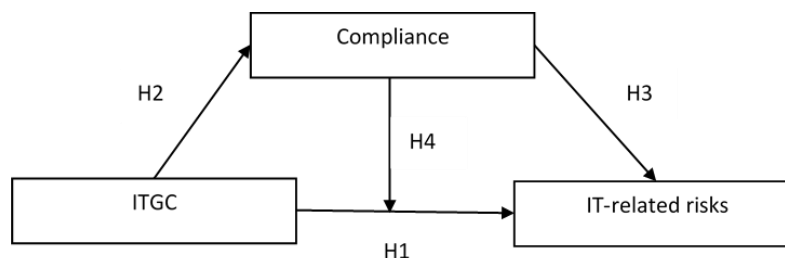 Compliance
H2
H3
H4
ITGC
IT-related risks
H1